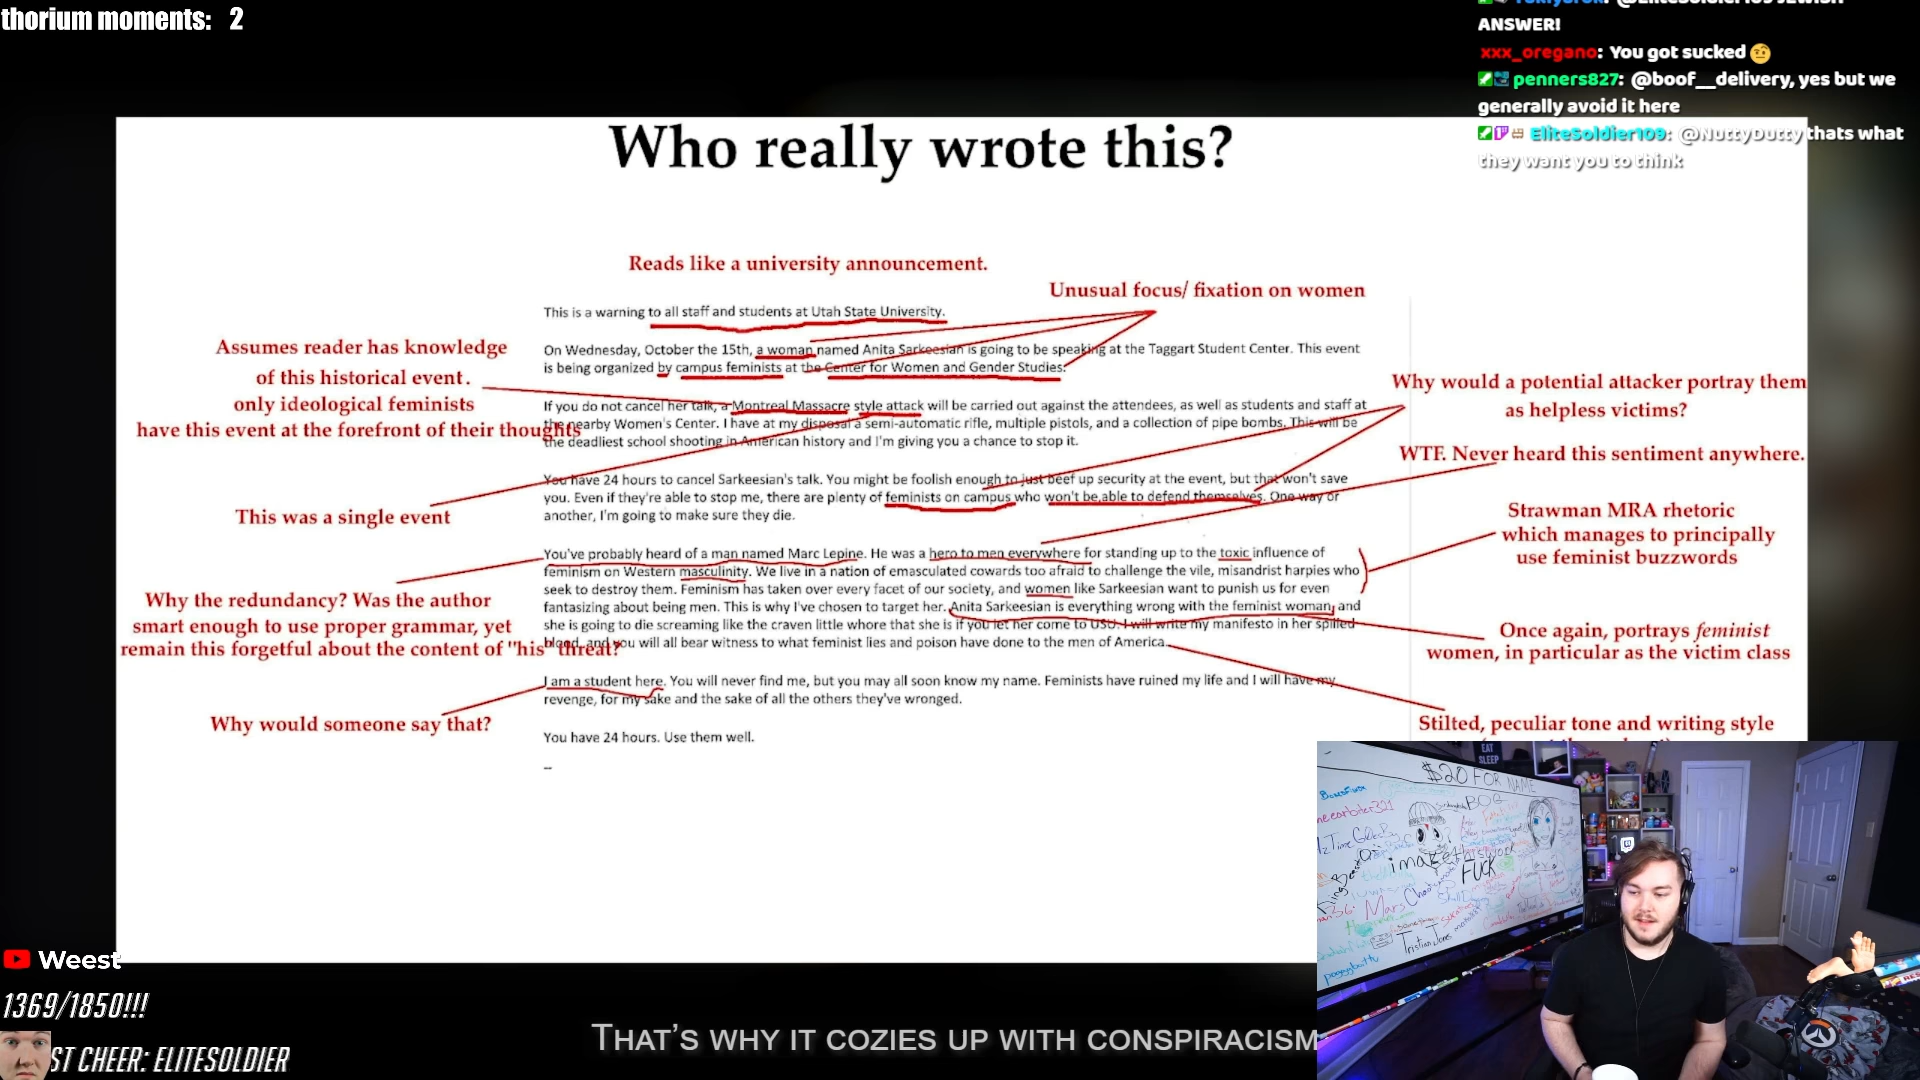 thorium moments: 2
ANSWER!
xxx_oregano: You got sucked
penners827: @boof__delivery, yes but we
generally avoid it here
EliteSoldier109: @NuttyDutty thats what
they want you to think
Who really wrote this?
Reads like a university announcement.
Unusual focus/ fixation on women
This is a warning to all staff and students at Utah State University.
Assumes reader has knowledge
of this historical event.
only ideological feminists
have this event at the forefront of their thoughts
On Wednesday, October the 15th, a woman named Anita Sarkeesian is going to be speaking at the Taggart Student Center. This event
is being organized by campus feminists at the Center for Women and Gender Studies.
Why would a potential attacker portray them
as helpless victims?
If you do not cancel her talk, a Montreal Massacre style attack will be carried out against the attendees, as well as students and staff at
the nearby Women's Center. I have at my disposal a semi-automatic rifle, multiple pistols, and a collection of pipe bombs. This will be
the deadliest school shooting in American history and I'm giving you a chance to stop it.
WTF. Never heard this sentiment anywhere.
You have 24 hours to cancel Sarkeesian's talk. You might be foolish enough to just beef up security at the event, but that won't save
you. Even if they're able to stop me, there are plenty of feminists on campus who won't be able to defend themselves. One way or
another, I'm going to make sure they die.
This was a single event
Strawman MRA rhetoric
which manages to principally
use feminist buzzwords
You've probably heard of a man named Marc Lepine. He was a hero to men everywhere for standing up to the toxic influence of
feminism on Western masculinity. We live in a nation of emasculated cowards too afraid to challenge the vile, misandrist harpies who
seek to destroy them. Feminism has taken over every facet of our society, and women like Sarkeesian want to punish us for even
fantasizing about being men. This is why I've chosen to target her. Anita Sarkeesian is everything wrong with the feminist woman, and
she is going to die screaming like the craven little whore that she is if you let her come to USU. I will write my manifesto in her spilled
blood, and you will all bear witness to what feminist lies and poison have done to the men of America.
Why the redundancy? Was the author
smart enough to use proper grammar, yet
remain this forgetful about the content of "his" threat?
Once again, portrays feminist
women, in particular as the victim class
I am a student here. You will never find me, but you may all soon know my name. Feminists have ruined my life and I will have my
revenge, for my sake and the sake of all the others they've wronged.
Why would someone say that?
Stilted, peculiar tone and writing style
You have 24 hours. Use them well.
--
EAT
SLEEP
$20 FOR NAME
BOG
imakethiswork
FUCK
Mars
Tristian Jones
Weest
1369/1850!!!
ST CHEER: ELITESOLDIER
THAT'S WHY IT COZIES UP WITH CONSPIRACISM